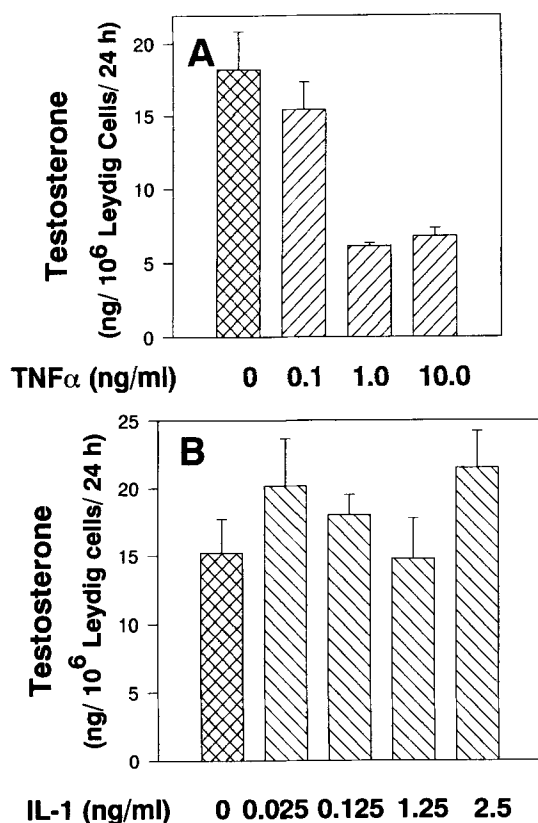 A
Testosterone
(ng/ 10⁶ Leydig Cells/ 24 h)
20
15
10
5
0
TNFα (ng/ml) 0 0.1 1.0 10.0
B
Testosterone
(ng/ 10⁶ Leydig cells/ 24 h)
25
20
15
10
5
0
IL-1 (ng/ml) 0 0.025 0.125 1.25 2.5